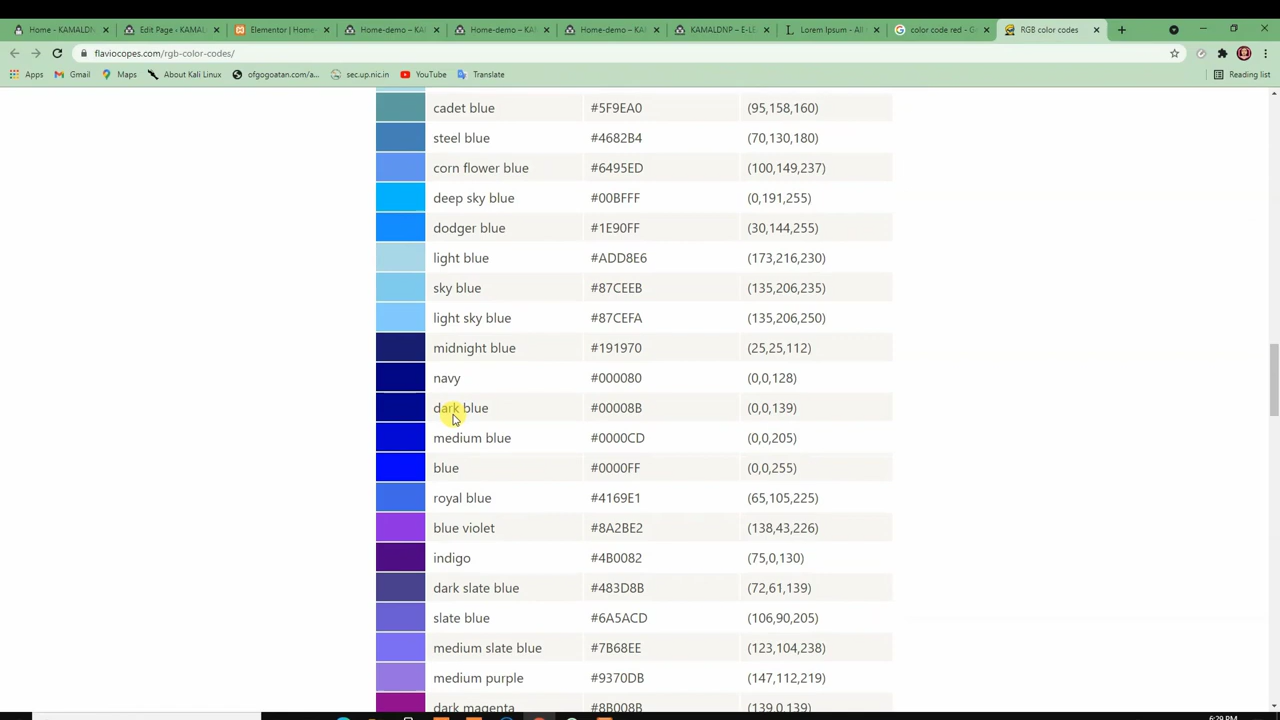 Home - KAMALDN
Edit Page ‹ KAMAL
Elementor | Home
Home-demo – KA
Home-demo – KA
Home-demo – KA
KAMALDNP – E-LE
Lorem Ipsum - All
color code red - G
RGB color codes
flaviocopes.com/rgb-color-codes/
Apps
Gmail
Maps
About Kali Linux
ofgogoatan.com/a...
sec.up.nic.in
YouTube
Translate
Reading list
cadet blue #5F9EA0 (95,158,160)
steel blue #4682B4 (70,130,180)
corn flower blue #6495ED (100,149,237)
deep sky blue #00BFFF (0,191,255)
dodger blue #1E90FF (30,144,255)
light blue #ADD8E6 (173,216,230)
sky blue #87CEEB (135,206,235)
light sky blue #87CEFA (135,206,250)
midnight blue #191970 (25,25,112)
navy #000080 (0,0,128)
dark blue #00008B (0,0,139)
medium blue #0000CD (0,0,205)
blue #0000FF (0,0,255)
royal blue #4169E1 (65,105,225)
blue violet #8A2BE2 (138,43,226)
indigo #4B0082 (75,0,130)
dark slate blue #483D8B (72,61,139)
slate blue #6A5ACD (106,90,205)
medium slate blue #7B68EE (123,104,238)
medium purple #9370DB (147,112,219)
dark magenta #8B008B (139,0,139)
6:29 PM